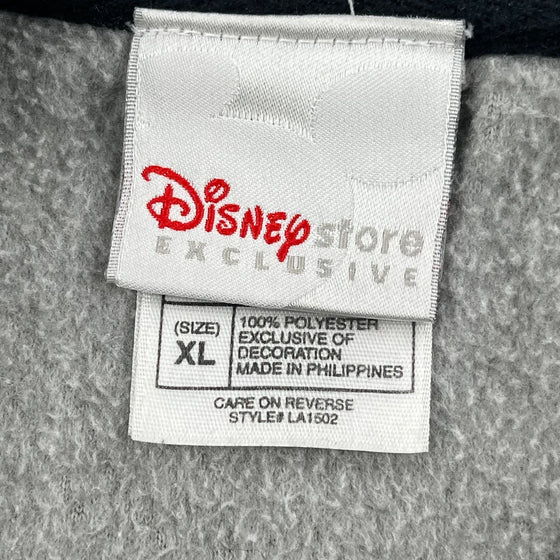 Disney store
EXCLUSIVE
(SIZE)
XL
100% POLYESTER
EXCLUSIVE OF
DECORATION
MADE IN PHILIPPINES
CARE ON REVERSE
STYLE# LA1502